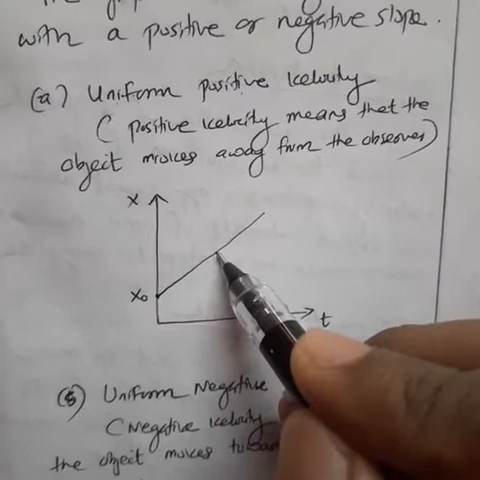 the
with a positive or negative slope.
(a) Uniform positive velocity
( positive velocity means that the
object moves away from the observer)
x
x₀
t
Uniform Negative
(Negative velocity
the object moves